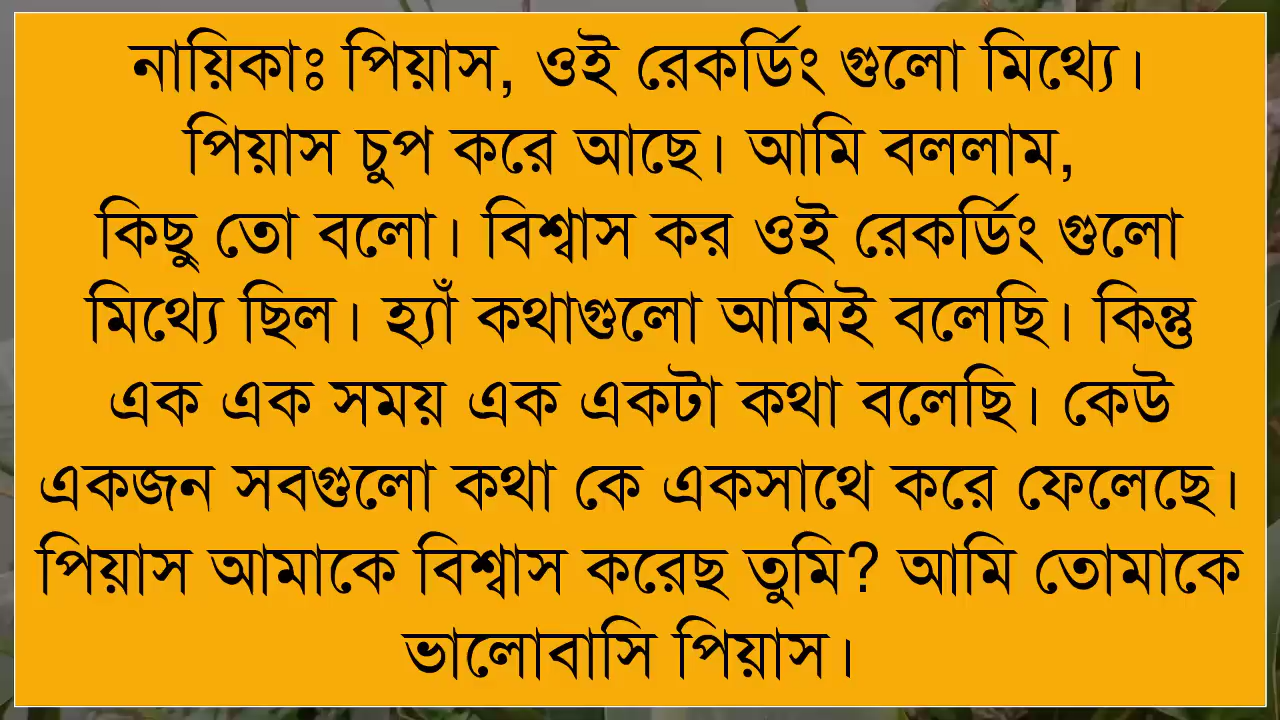 নায়িকাঃ পিয়াস, ওই রেকর্ডিং গুলো মিথ্যে।
পিয়াস চুপ করে আছে। আমি বললাম,
কিছু তো বলো। বিশ্বাস কর ওই রেকর্ডিং গুলো
মিথ্যে ছিল। হ্যাঁ কথাগুলো আমিই বলেছি। কিন্তু
এক এক সময় এক একটা কথা বলেছি। কেউ
একজন সবগুলো কথা কে একসাথে করে ফেলেছে।
পিয়াস আমাকে বিশ্বাস করেছ তুমি? আমি তোমাকে
ভালোবাসি পিয়াস।